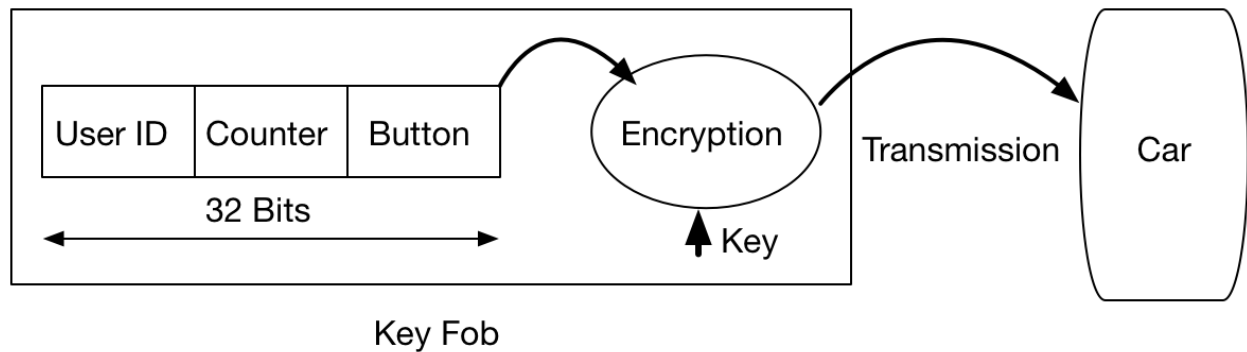 User ID Counter Button
32 Bits
Encryption
Key
Transmission
Car
Key Fob